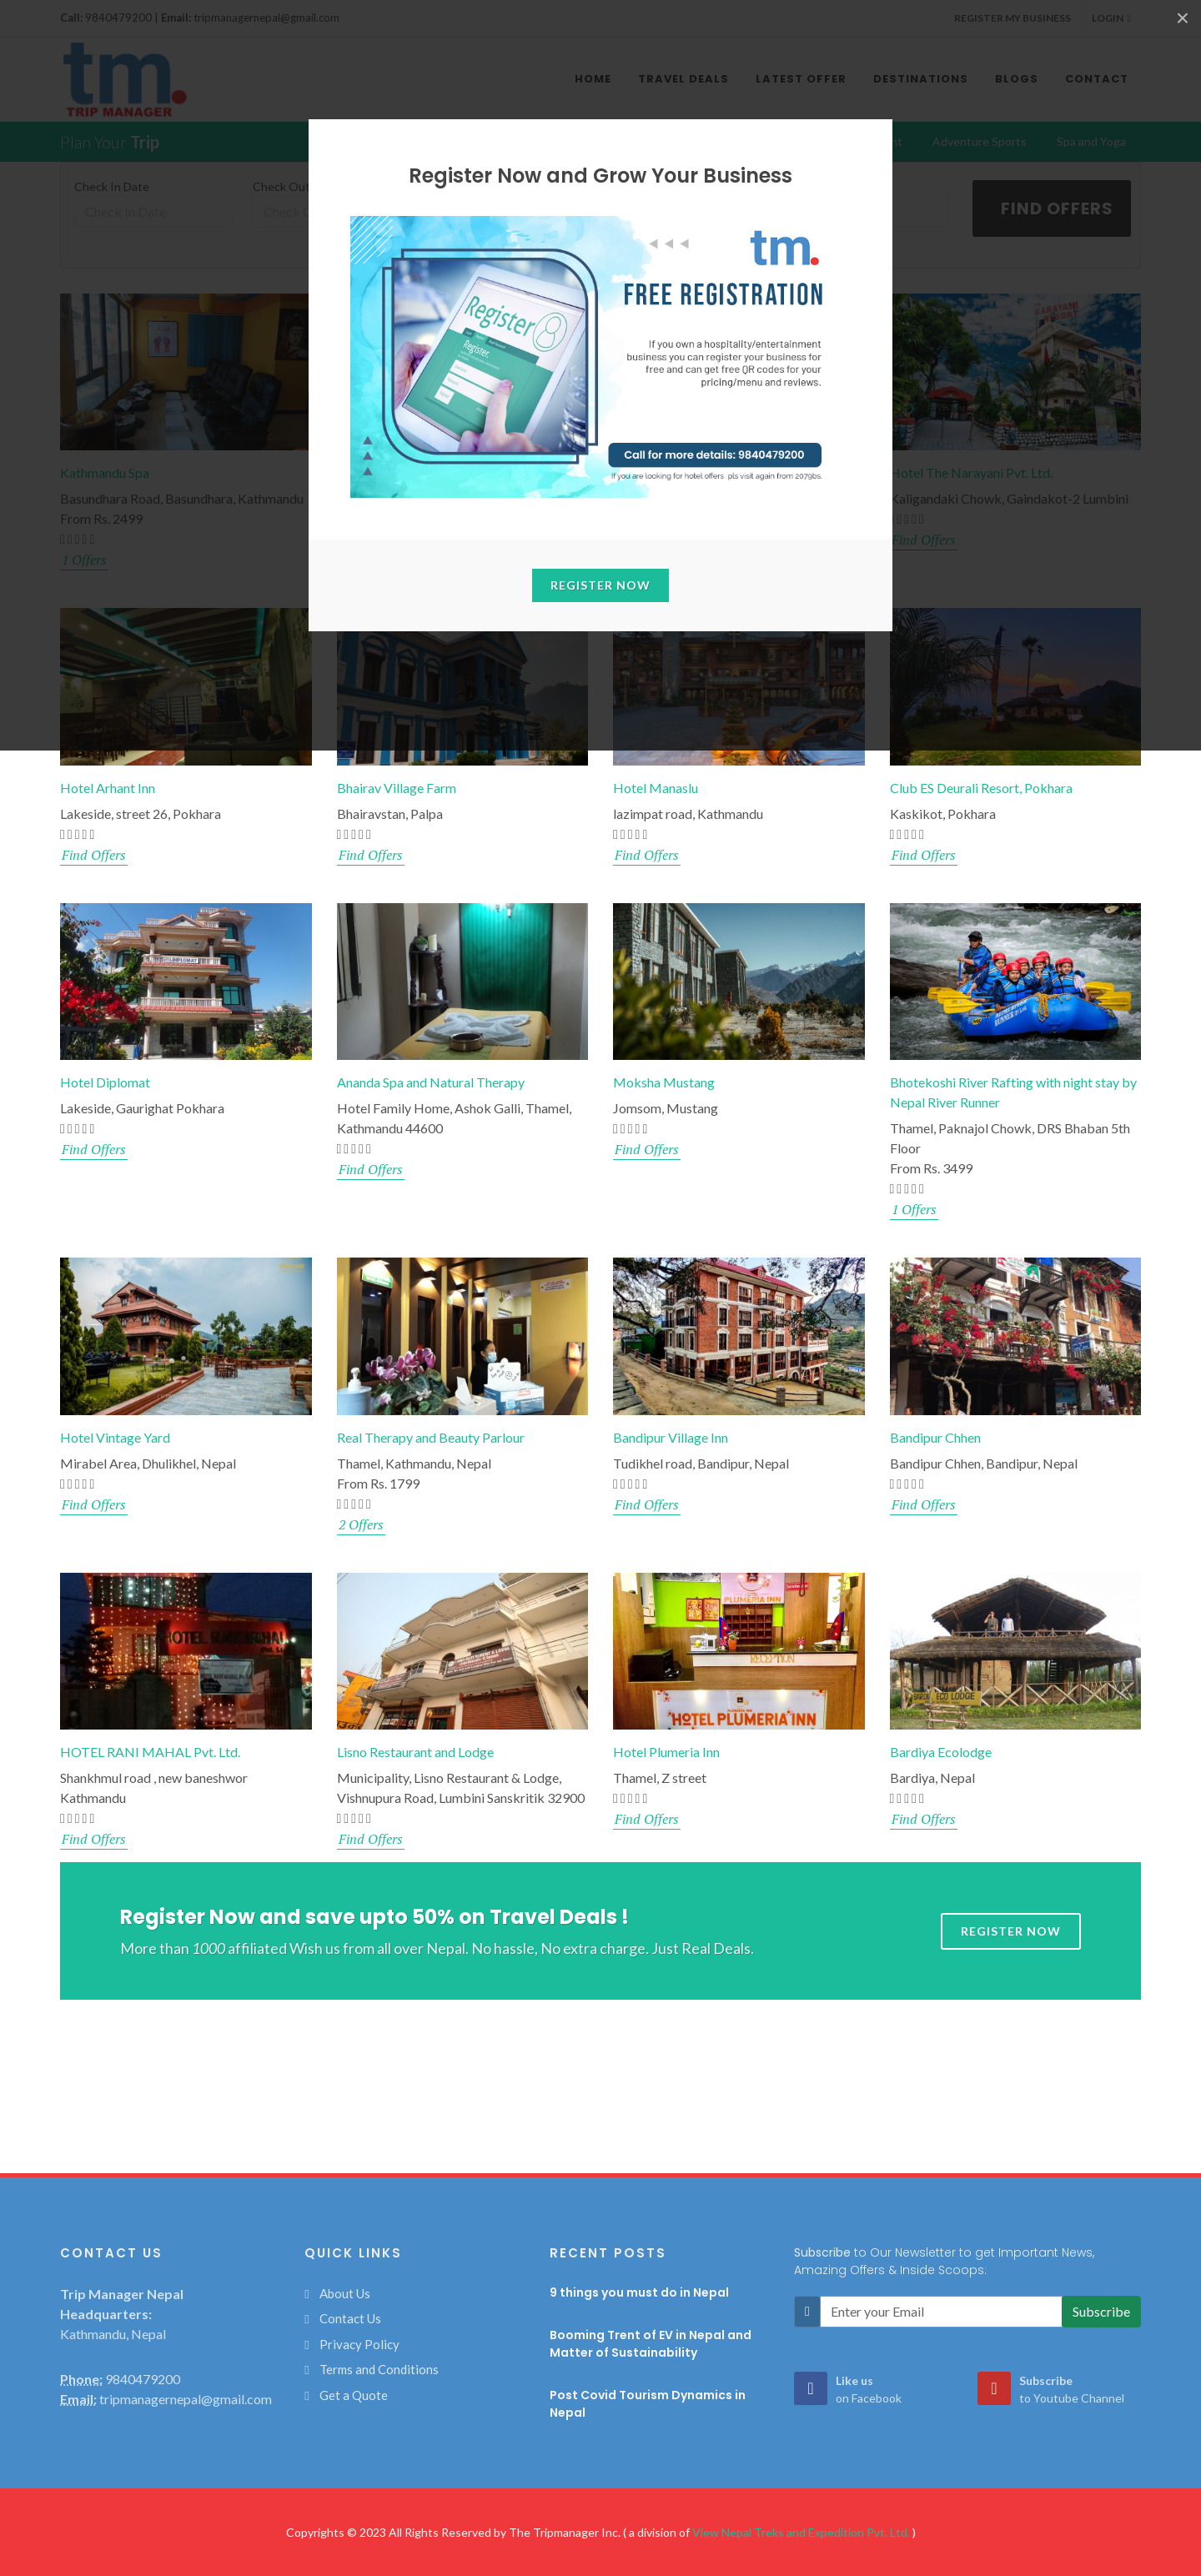 Call: 9840479200 | Email: tripmanagernepal@gmail.com
REGISTER MY BUSINESS
LOGIN
tm.
TRIP MANAGER
HOME
TRAVEL DEALS
LATEST OFFER
DESTINATIONS
BLOGS
CONTACT
Plan Your Trip
Adventure Sports
Spa and Yoga
Check In Date
Check Out
Check In Date
FIND OFFERS
Register Now and Grow Your Business
tm.
FREE REGISTRATION
Register
Register
If you own a hospitality/entertainment
business you can register your business for
free and can get free QR codes for your
pricing/menu and reviews.
Call for more details: 9840479200
If you are looking for hotel offers pls visit again from 2079bs.
REGISTER NOW
Kathmandu Spa
Basundhara Road, Basundhara, Kathmandu
From Rs. 2499
1 Offers
Hotel The Narayani Pvt. Ltd.
Kaligandaki Chowk, Gaindakot-2 Lumbini
Find Offers
Hotel Arhant Inn
Lakeside, street 26, Pokhara
Find Offers
Bhairav Village Farm
Bhairavstan, Palpa
Find Offers
Hotel Manaslu
lazimpat road, Kathmandu
Find Offers
Club ES Deurali Resort, Pokhara
Kaskikot, Pokhara
Find Offers
Hotel Diplomat
Lakeside, Gaurighat Pokhara
Find Offers
Ananda Spa and Natural Therapy
Hotel Family Home, Ashok Galli, Thamel,
Kathmandu 44600
Find Offers
Moksha Mustang
Jomsom, Mustang
Find Offers
Bhotekoshi River Rafting with night stay by
Nepal River Runner
Thamel, Paknajol Chowk, DRS Bhaban 5th
Floor
From Rs. 3499
1 Offers
Hotel Vintage Yard
Mirabel Area, Dhulikhel, Nepal
Find Offers
Real Therapy and Beauty Parlour
Thamel, Kathmandu, Nepal
From Rs. 1799
2 Offers
Bandipur Village Inn
Tudikhel road, Bandipur, Nepal
Find Offers
Bandipur Chhen
Bandipur Chhen, Bandipur, Nepal
Find Offers
PLUMERIA INN
RECEPTION
HOTEL PLUMERIA INN
ECO LODGE
HOTEL RANI MAHAL Pvt. Ltd.
Shankhmul road , new baneshwor
Kathmandu
Find Offers
Lisno Restaurant and Lodge
Municipality, Lisno Restaurant & Lodge,
Vishnupura Road, Lumbini Sanskritik 32900
Find Offers
Hotel Plumeria Inn
Thamel, Z street
Find Offers
Bardiya Ecolodge
Bardiya, Nepal
Find Offers
Register Now and save upto 50% on Travel Deals !
More than 1000 affiliated Wish us from all over Nepal. No hassle, No extra charge. Just Real Deals.
REGISTER NOW
CONTACT US
Trip Manager Nepal
Headquarters:
Kathmandu, Nepal
Phone: 9840479200
Email: tripmanagernepal@gmail.com
QUICK LINKS
About Us
Contact Us
Privacy Policy
Terms and Conditions
Get a Quote
RECENT POSTS
9 things you must do in Nepal
Booming Trent of EV in Nepal and
Matter of Sustainability
Post Covid Tourism Dynamics in
Nepal
Subscribe to Our Newsletter to get Important News,
Amazing Offers & Inside Scoops:
Enter your Email
Subscribe
Like us
on Facebook
Subscribe
to Youtube Channel
Copyrights © 2023 All Rights Reserved by The Tripmanager Inc. ( a division of View Nepal Treks and Expedition Pvt. Ltd. )